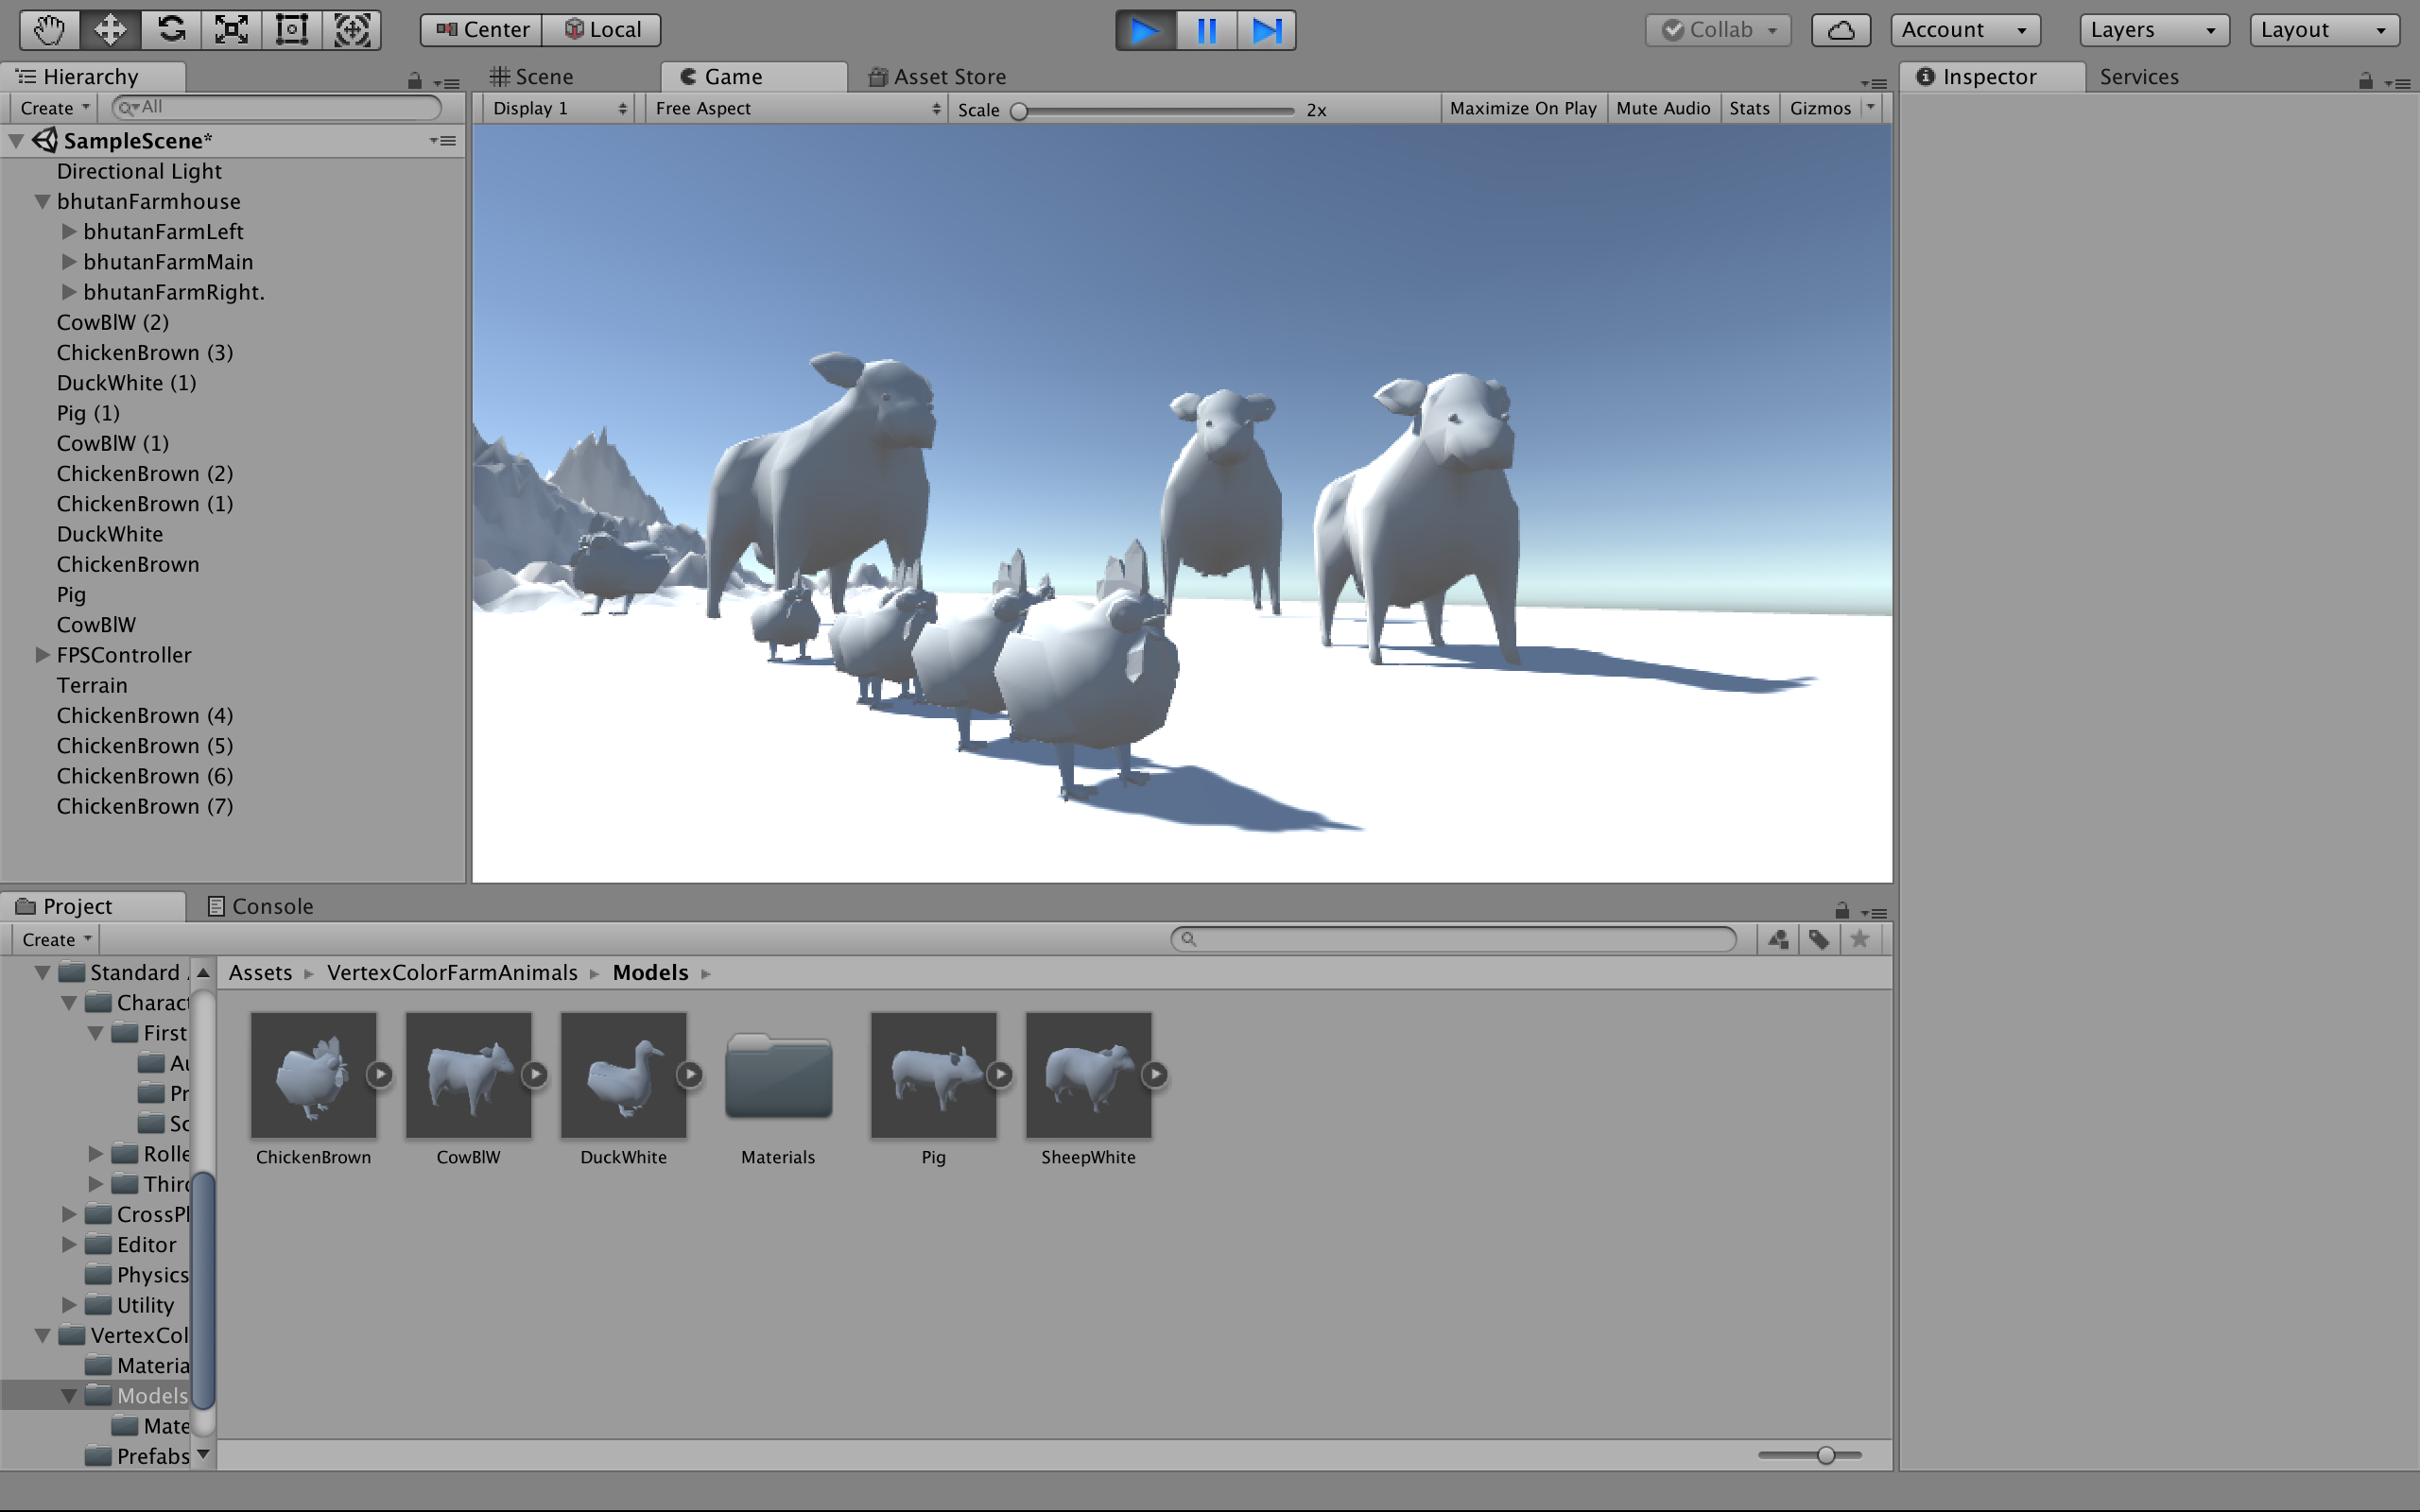 Center Local Collab Account Layers Layout
Hierarchy
Create All
SampleScene*
Directional Light
bhutanFarmhouse
bhutanFarmLeft
bhutanFarmMain
bhutanFarmRight.
CowBlW (2)
ChickenBrown (3)
DuckWhite (1)
Pig (1)
CowBlW (1)
ChickenBrown (2)
ChickenBrown (1)
DuckWhite
ChickenBrown
Pig
CowBlW
FPSController
Terrain
ChickenBrown (4)
ChickenBrown (5)
ChickenBrown (6)
ChickenBrown (7)
Scene Game Asset Store
Display 1 Free Aspect Scale 2x Maximize On Play Mute Audio Stats Gizmos
Inspector Services
Project Console
Create
Standard
Charact
First
Au
Pr
Sc
Rolle
Thirc
CrossPl
Editor
Physics
Utility
VertexCol
Materia
Models
Mate
Prefabs
Assets VertexColorFarmAnimals Models
ChickenBrown CowBlW DuckWhite Materials Pig SheepWhite